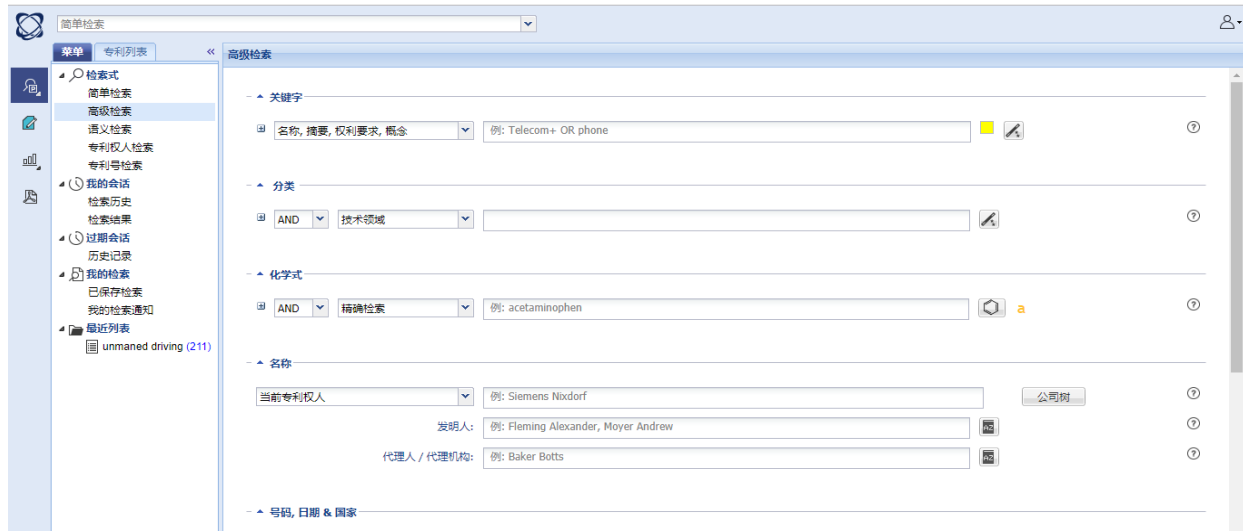 简单检索
菜单 专利列表 «
高级检索
检索式
简单检索
高级检索
语义检索
专利权人检索
专利号检索
我的会话
检索历史
检索结果
过期会话
历史记录
我的检索
已保存检索
我的检索通知
最近列表
unmaned driving (211)
关键字
名称, 摘要, 权利要求, 概念 例: Telecom+ OR phone
分类
AND 技术领域
化学式
AND 精确检索 例: acetaminophen a
名称
当前专利权人 例: Siemens Nixdorf 公司树
发明人: 例: Fleming Alexander, Moyer Andrew AZ
代理人 / 代理机构: 例: Baker Botts AZ
号码, 日期 & 国家